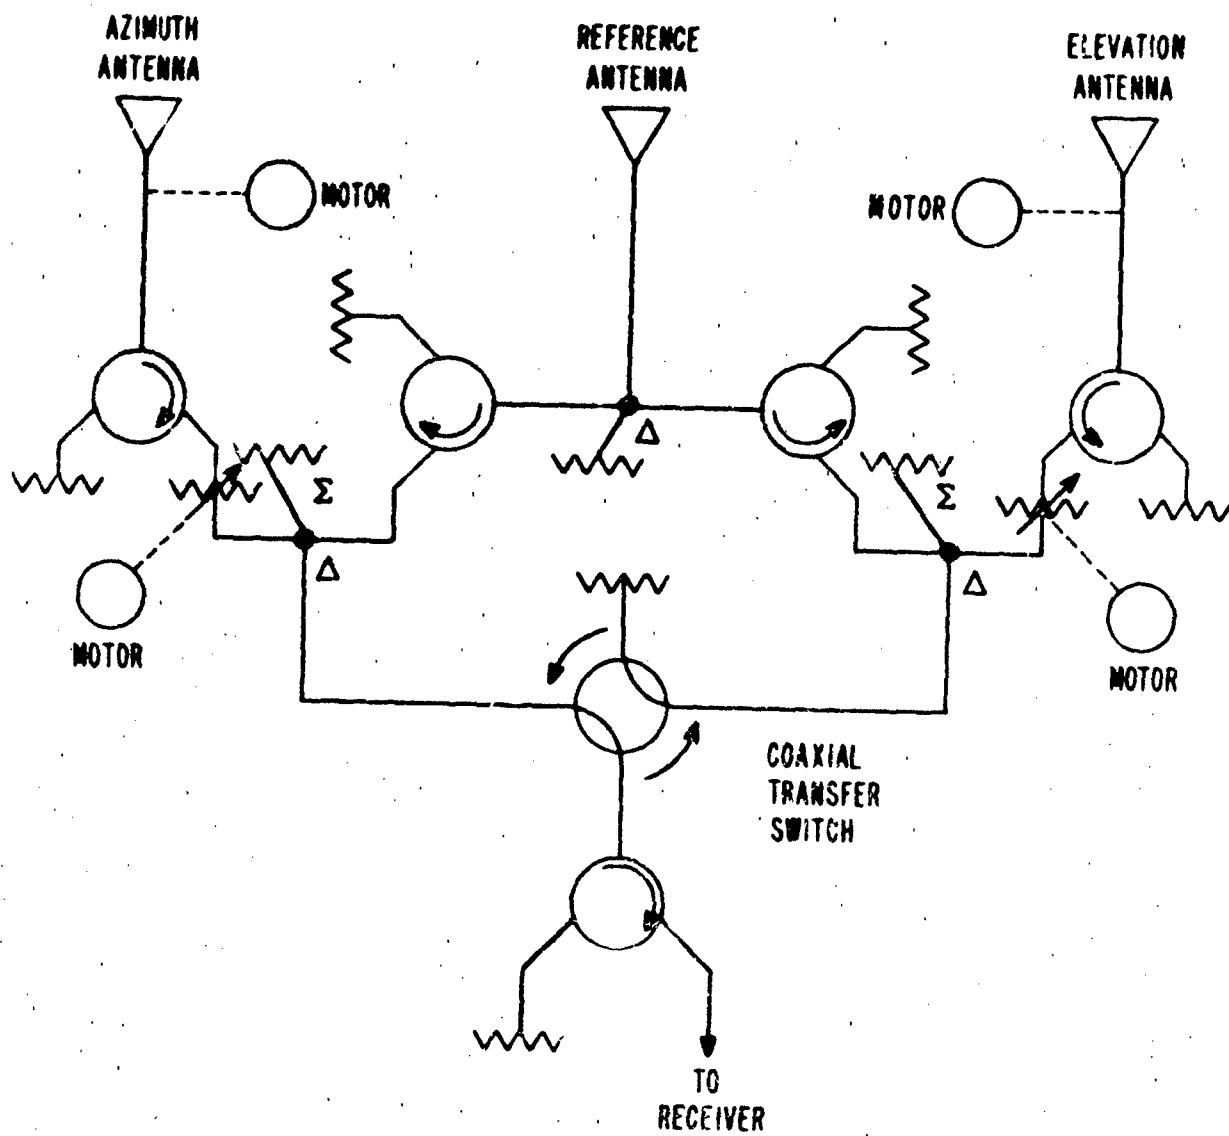 AZIMUTH
ANTENNA
REFERENCE
ANTENNA
ELEVATION
ANTENNA
MOTOR
MOTOR
Δ
Σ
Σ
Δ
Δ
MOTOR
MOTOR
COAXIAL
TRANSFER
SWITCH
TO
RECEIVER